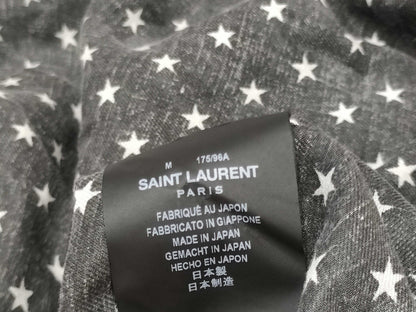 M 175/96A
SAINT LAURENT
PARIS
FABRIQUÉ AU JAPON
FABBRICATO IN GIAPPONE
MADE IN JAPAN
GEMACHT IN JAPAN
HECHO EN JAPÓN
日本製
日本制造